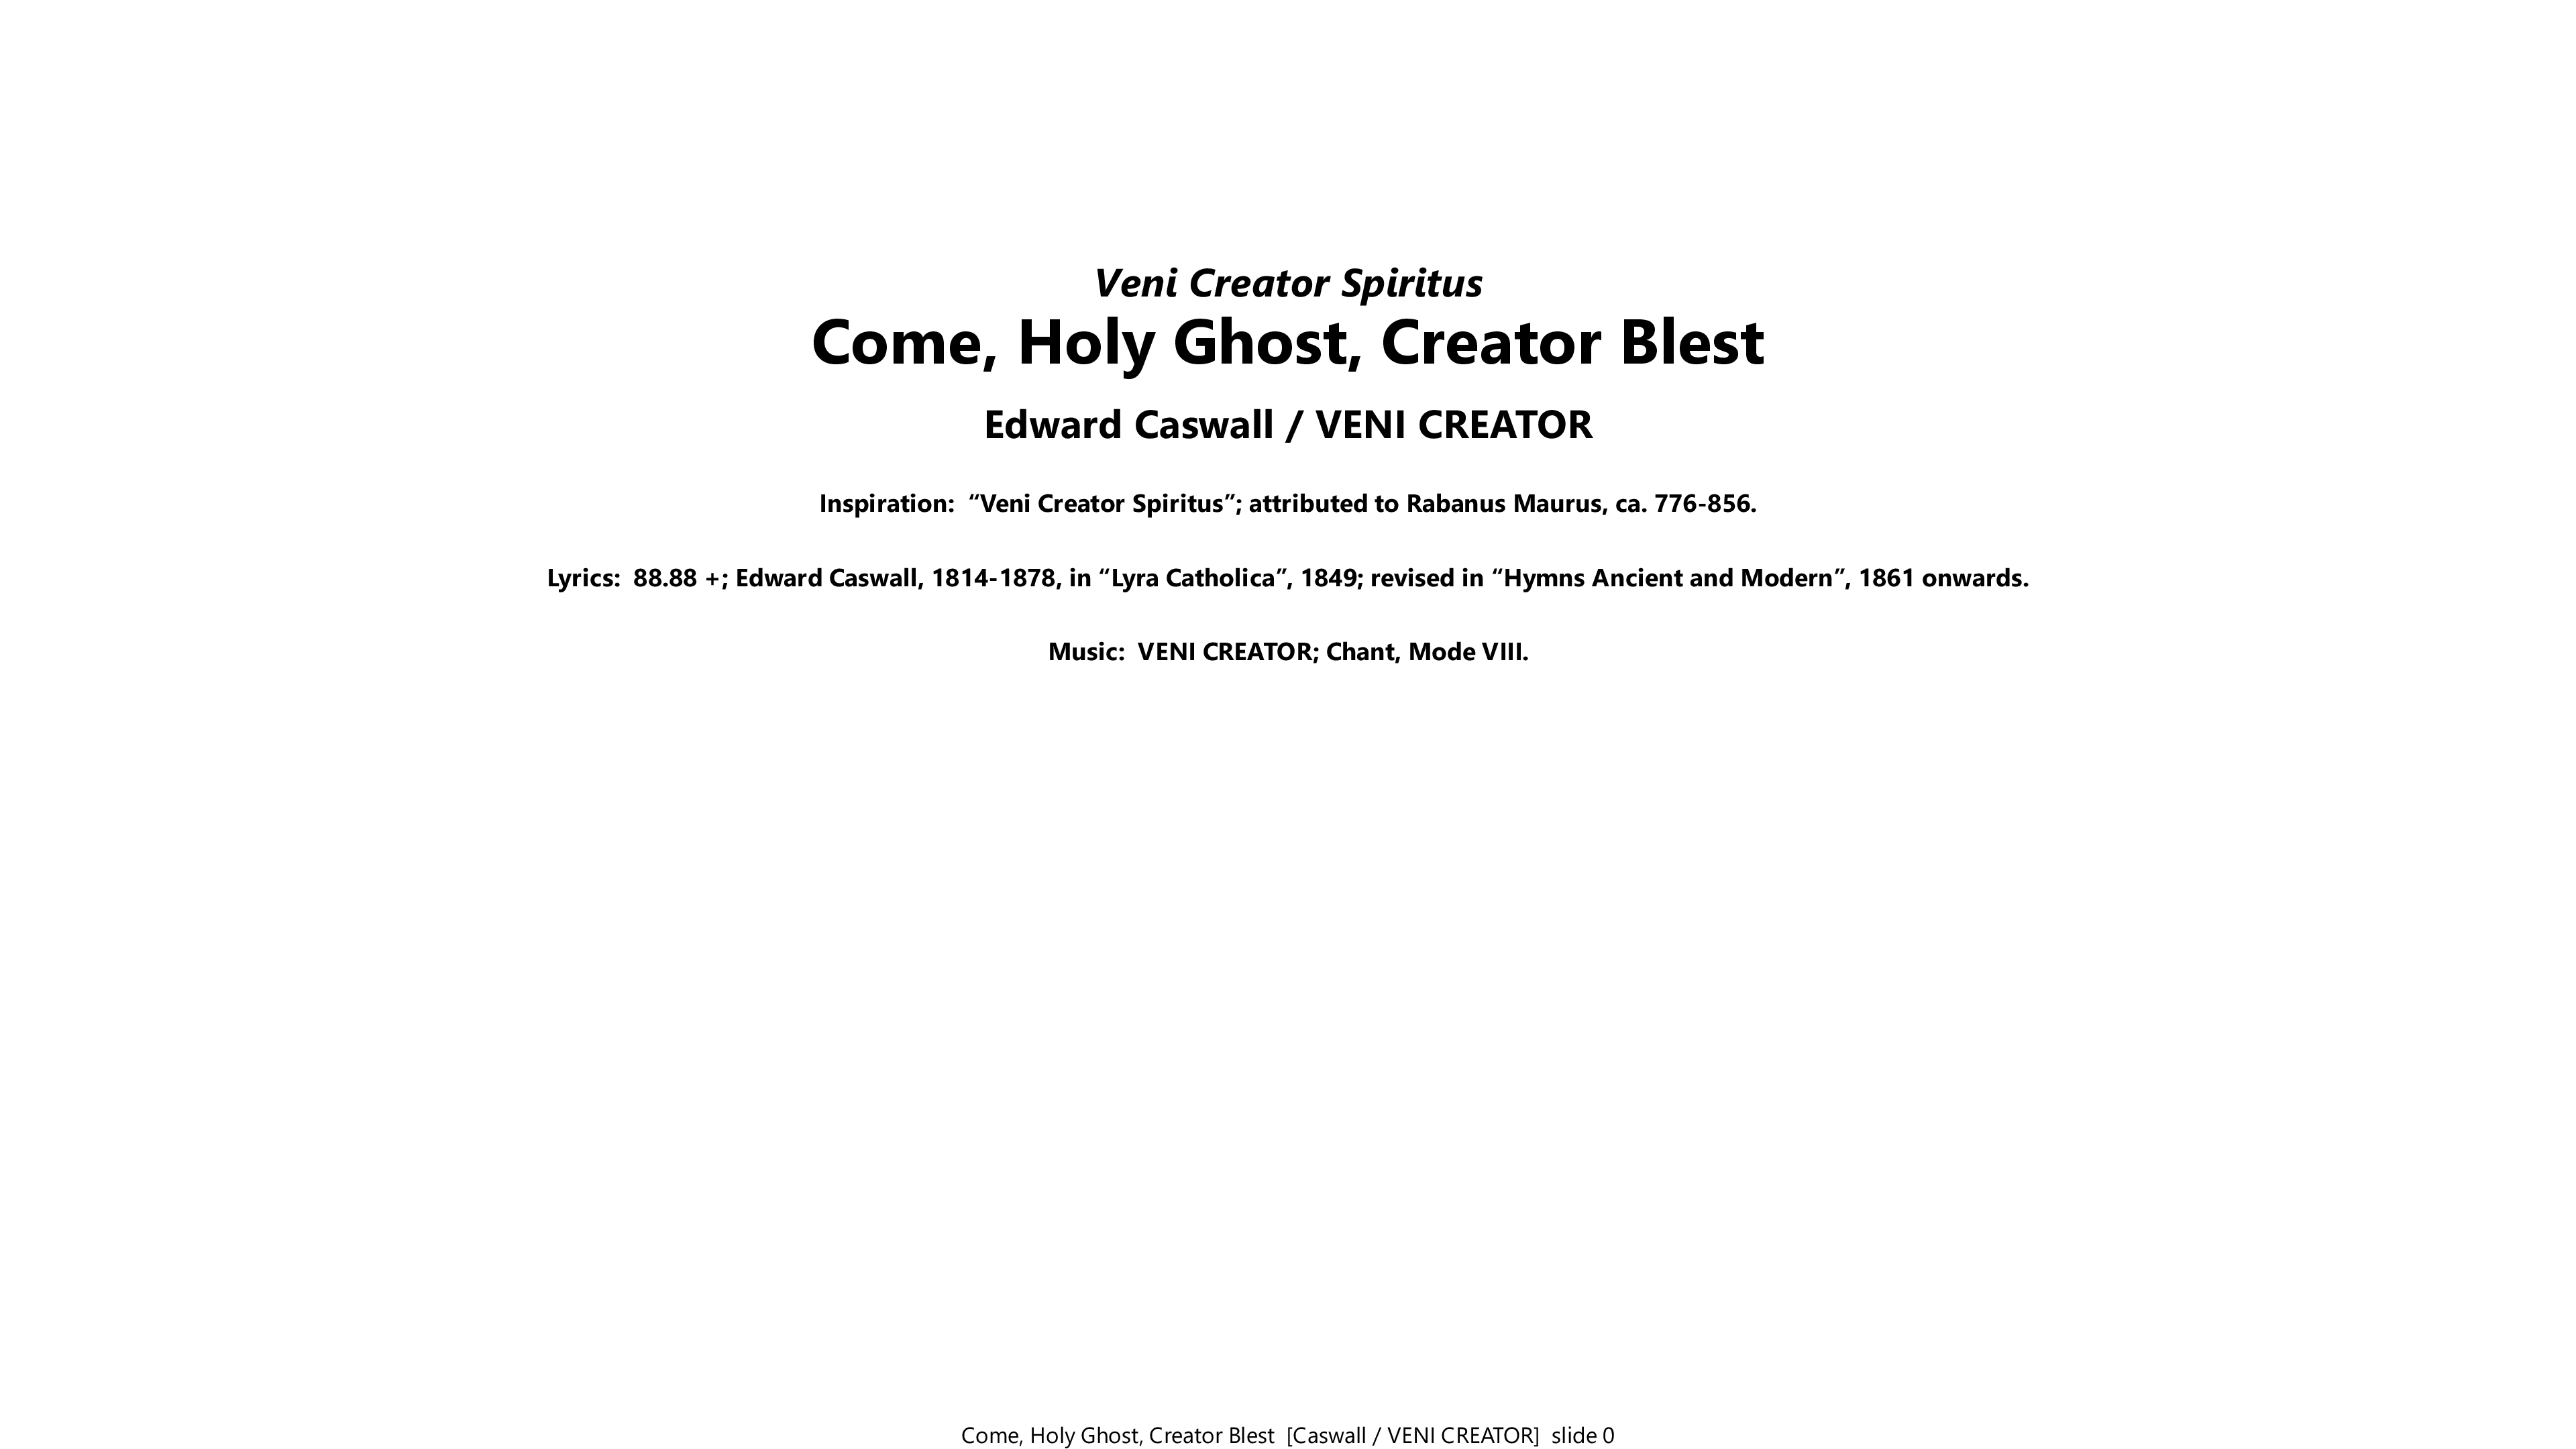 Veni Creator Spiritus
Come, Holy Ghost, Creator Blest
Edward Caswall / VENI CREATOR
Inspiration:  “Veni Creator Spiritus”; attributed to Rabanus Maurus, ca. 776-856.
Lyrics:  88.88 +; Edward Caswall, 1814-1878, in “Lyra Catholica”, 1849; revised in “Hymns Ancient and Modern”, 1861 onwards.
Music:  VENI CREATOR; Chant, Mode VIII.
Come, Holy Ghost, Creator Blest  [Caswall / VENI CREATOR]  slide 0